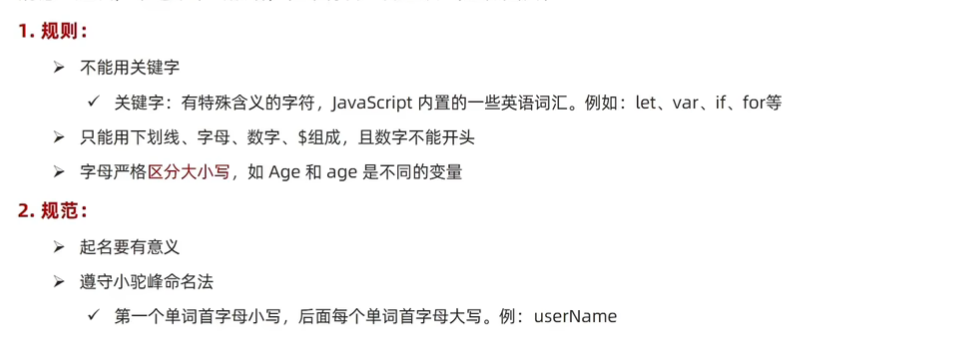 1. 规则：
➢ 不能用关键字
✓ 关键字：有特殊含义的字符，JavaScript 内置的一些英语词汇。例如：let、var、if、for等
➢ 只能用下划线、字母、数字、$组成，且数字不能开头
➢ 字母严格区分大小写，如 Age 和 age 是不同的变量
2. 规范：
➢ 起名要有意义
➢ 遵守小驼峰命名法
✓ 第一个单词首字母小写，后面每个单词首字母大写。例：userName